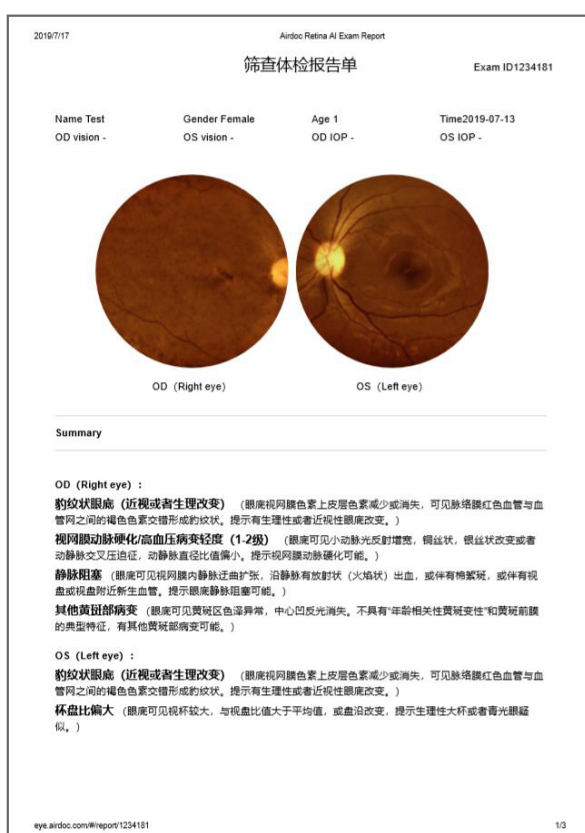 2019/7/17 Airdoc Retina AI Exam Report
筛查体检报告单
Exam ID1234181
Name Test Gender Female Age 1 Time2019-07-13
OD vision - OS vision - OD IOP - OS IOP -
OD（Right eye） OS（Left eye）
Summary
OD（Right eye）:
豹纹状眼底（近视或者生理改变）（眼底视网膜色素上皮层色素减少或消失，可见脉络膜红色血管与血
管网之间的褐色色素交错形成豹纹状。提示有生理性或者近视性眼底改变。）
视网膜动脉硬化/高血压病变轻度（1-2级）（眼底可见小动脉光反射增宽，铜丝状，银丝状改变或者
动静脉交叉压迫征，动静脉直径比值偏小。提示视网膜动脉硬化可能。）
静脉阻塞（眼底可见视网膜内静脉迂曲扩张，沿静脉有放射状（火焰状）出血，或伴有棉絮斑，或伴有视
盘或视盘附近新生血管。提示眼底静脉阻塞可能。）
其他黄斑部病变（眼底可见黄斑区色泽异常，中心凹反光消失。不具有“年龄相关性黄斑变性”和黄斑前膜
的典型特征，有其他黄斑部病变可能。）
OS（Left eye）:
豹纹状眼底（近视或者生理改变）（眼底视网膜色素上皮层色素减少或消失，可见脉络膜红色血管与血
管网之间的褐色色素交错形成豹纹状。提示有生理性或者近视性眼底改变。）
杯盘比偏大（眼底可见视杯较大，与视盘比值大于平均值，或盘沿改变，提示生理性大杯或者青光眼疑
似。）
eye.airdoc.com/#/report/1234181 1/3